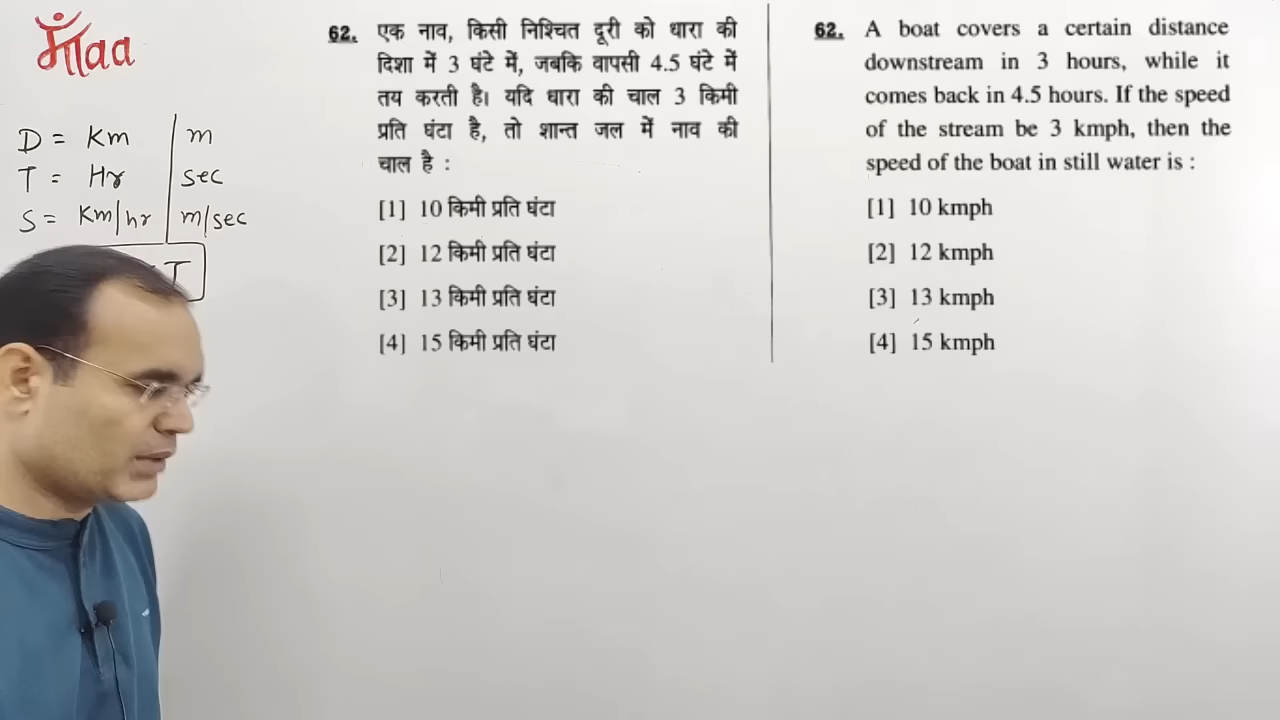 माँaa
D = Km | m
T = Hr | sec
S = Km/hr | m/sec
T
62. एक नाव, किसी निश्चित दूरी को धारा की
दिशा में 3 घंटे में, जबकि वापसी 4.5 घंटे में
तय करती है। यदि धारा की चाल 3 किमी
प्रति घंटा है, तो शान्त जल में नाव की
चाल है :
[1] 10 किमी प्रति घंटा
[2] 12 किमी प्रति घंटा
[3] 13 किमी प्रति घंटा
[4] 15 किमी प्रति घंटा
62. A boat covers a certain distance
downstream in 3 hours, while it
comes back in 4.5 hours. If the speed
of the stream be 3 kmph, then the
speed of the boat in still water is :
[1] 10 kmph
[2] 12 kmph
[3] 13 kmph
[4] 15 kmph